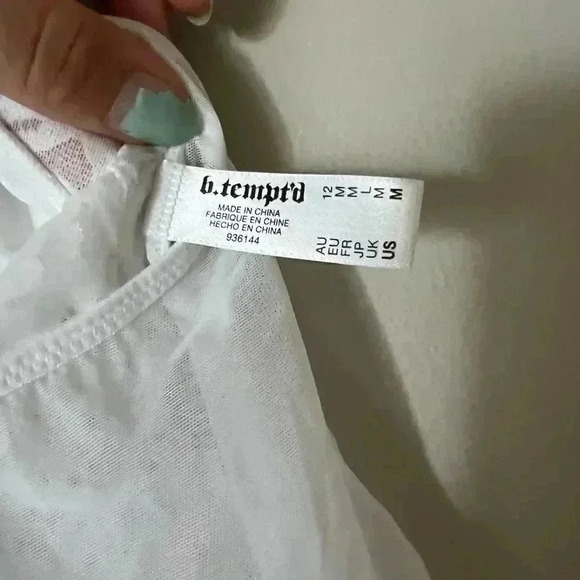 b.tempt'd
MADE IN CHINA
FABRIQUE EN CHINE
HECHO EN CHINA
936144
AU 12
EU M
FR M
JP L
UK M
US M